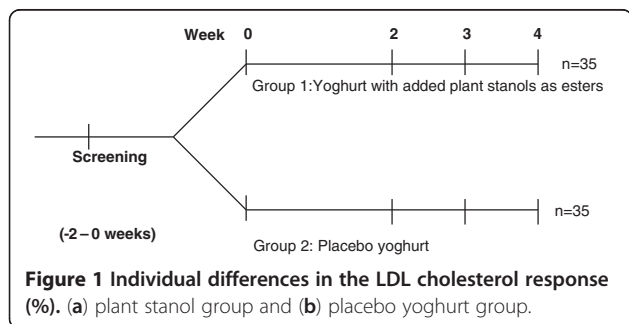 Week 0 2 3 4
n=35
Group 1:Yoghurt with added plant stanols as esters
Screening
n=35
(-2–0 weeks)
Group 2: Placebo yoghurt
Figure 1 Individual differences in the LDL cholesterol response
(%). (a) plant stanol group and (b) placebo yoghurt group.